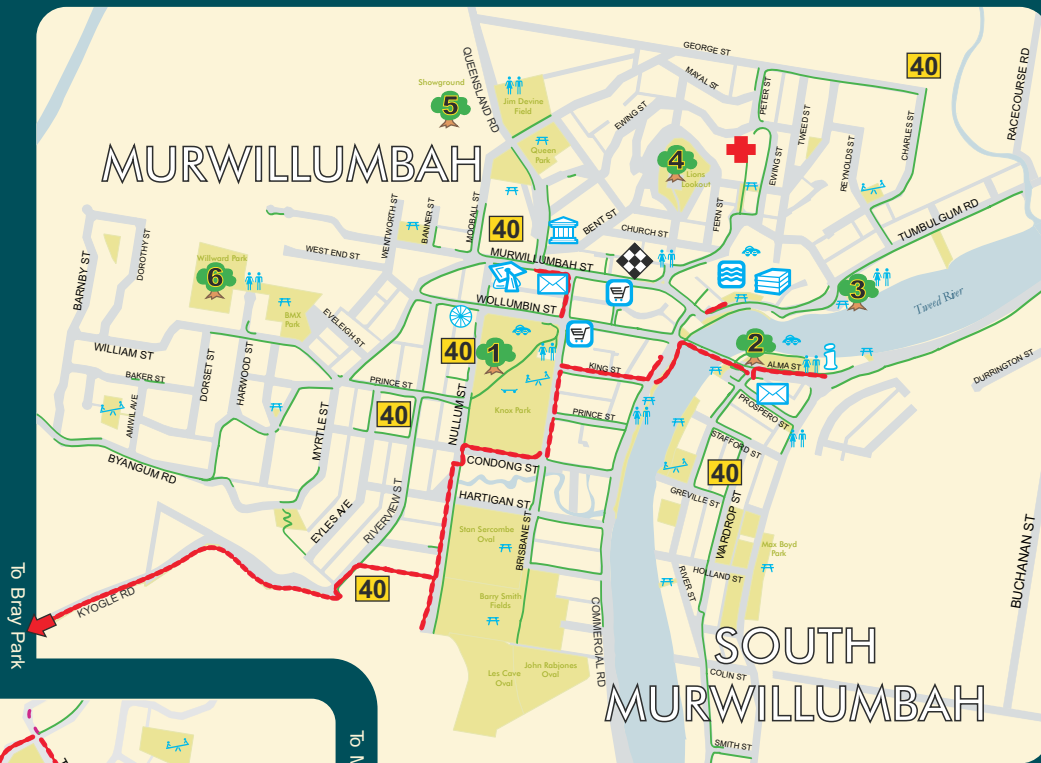 GEORGE ST
40
QUEENSLAND RD
MAYAL ST
RACECOURSE RD
Showground
5
Jim Devine
Field
PETER ST
EWING ST
TWEED ST
CHARLES ST
REYNOLDS ST
MURWILLUMBAH
Queen
Park
4
Lions
Lookout
EWING ST
WENTWORTH ST
BANNER ST
MOOBALL ST
40
BENT ST
CHURCH ST
FERN ST
TUMBULGUM RD
BARNBY ST
DOROTHY ST
WEST END ST
MURWILLUMBAH ST
Willward Park
6
BMX
Park
WOLLUMBIN ST
3
Tweed River
EVELEIGH ST
WILLIAM ST
40
1
2
i
ALMA ST
DURRINGTON ST
BAKER ST
DORSET ST
HARWOOD ST
PRINCE ST
KING ST
AMWIL AVE
40
NULLUM ST
Knox Park
PRINCE ST
PROSPERO ST
MYRTLE ST
STAFFORD ST
BYANGUM RD
CONDONG ST
40
HARTIGAN ST
GREVILLE ST
EYLES AVE
RIVERVIEW ST
Stan Sercombe
Oval
BRISBANE ST
WARDROP ST
Max Boyd
Park
BUCHANAN ST
To Bray Park
KYOGLE RD
40
RIVER ST
HOLLAND ST
Barry Smith
Fields
COMMERCIAL RD
SOUTH
MURWILLUMBAH
Les Cave
Oval
John Rabjones
Oval
COLIN ST
SMITH ST